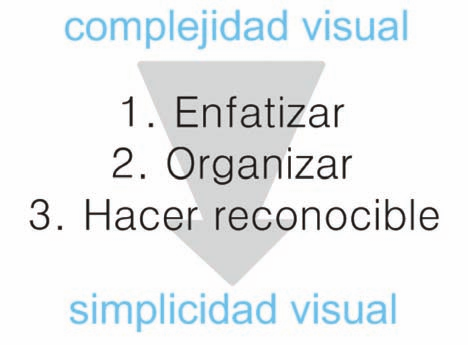 complejidad visual
1. Enfatizar
2. Organizar
3. Hacer reconocible
simplicidad visual